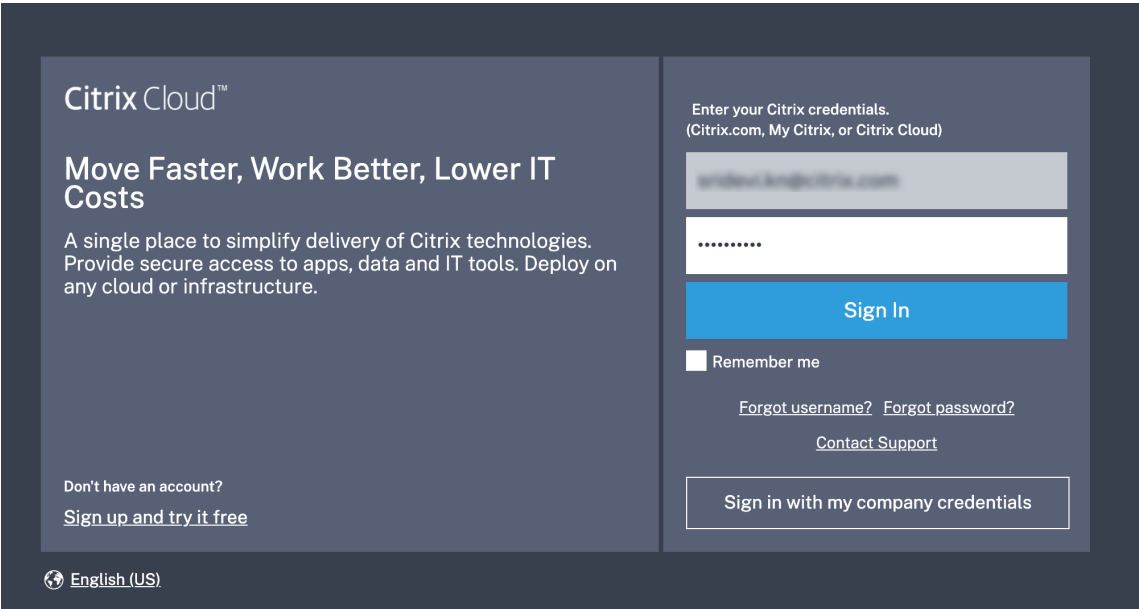 Citrix Cloud™
Move Faster, Work Better, Lower IT
Costs
A single place to simplify delivery of Citrix technologies.
Provide secure access to apps, data and IT tools. Deploy on
any cloud or infrastructure.
Don't have an account?
Sign up and try it free
Enter your Citrix credentials.
(Citrix.com, My Citrix, or Citrix Cloud)
••••••••••
Sign In
Remember me
Forgot username? Forgot password?
Contact Support
Sign in with my company credentials
English (US)